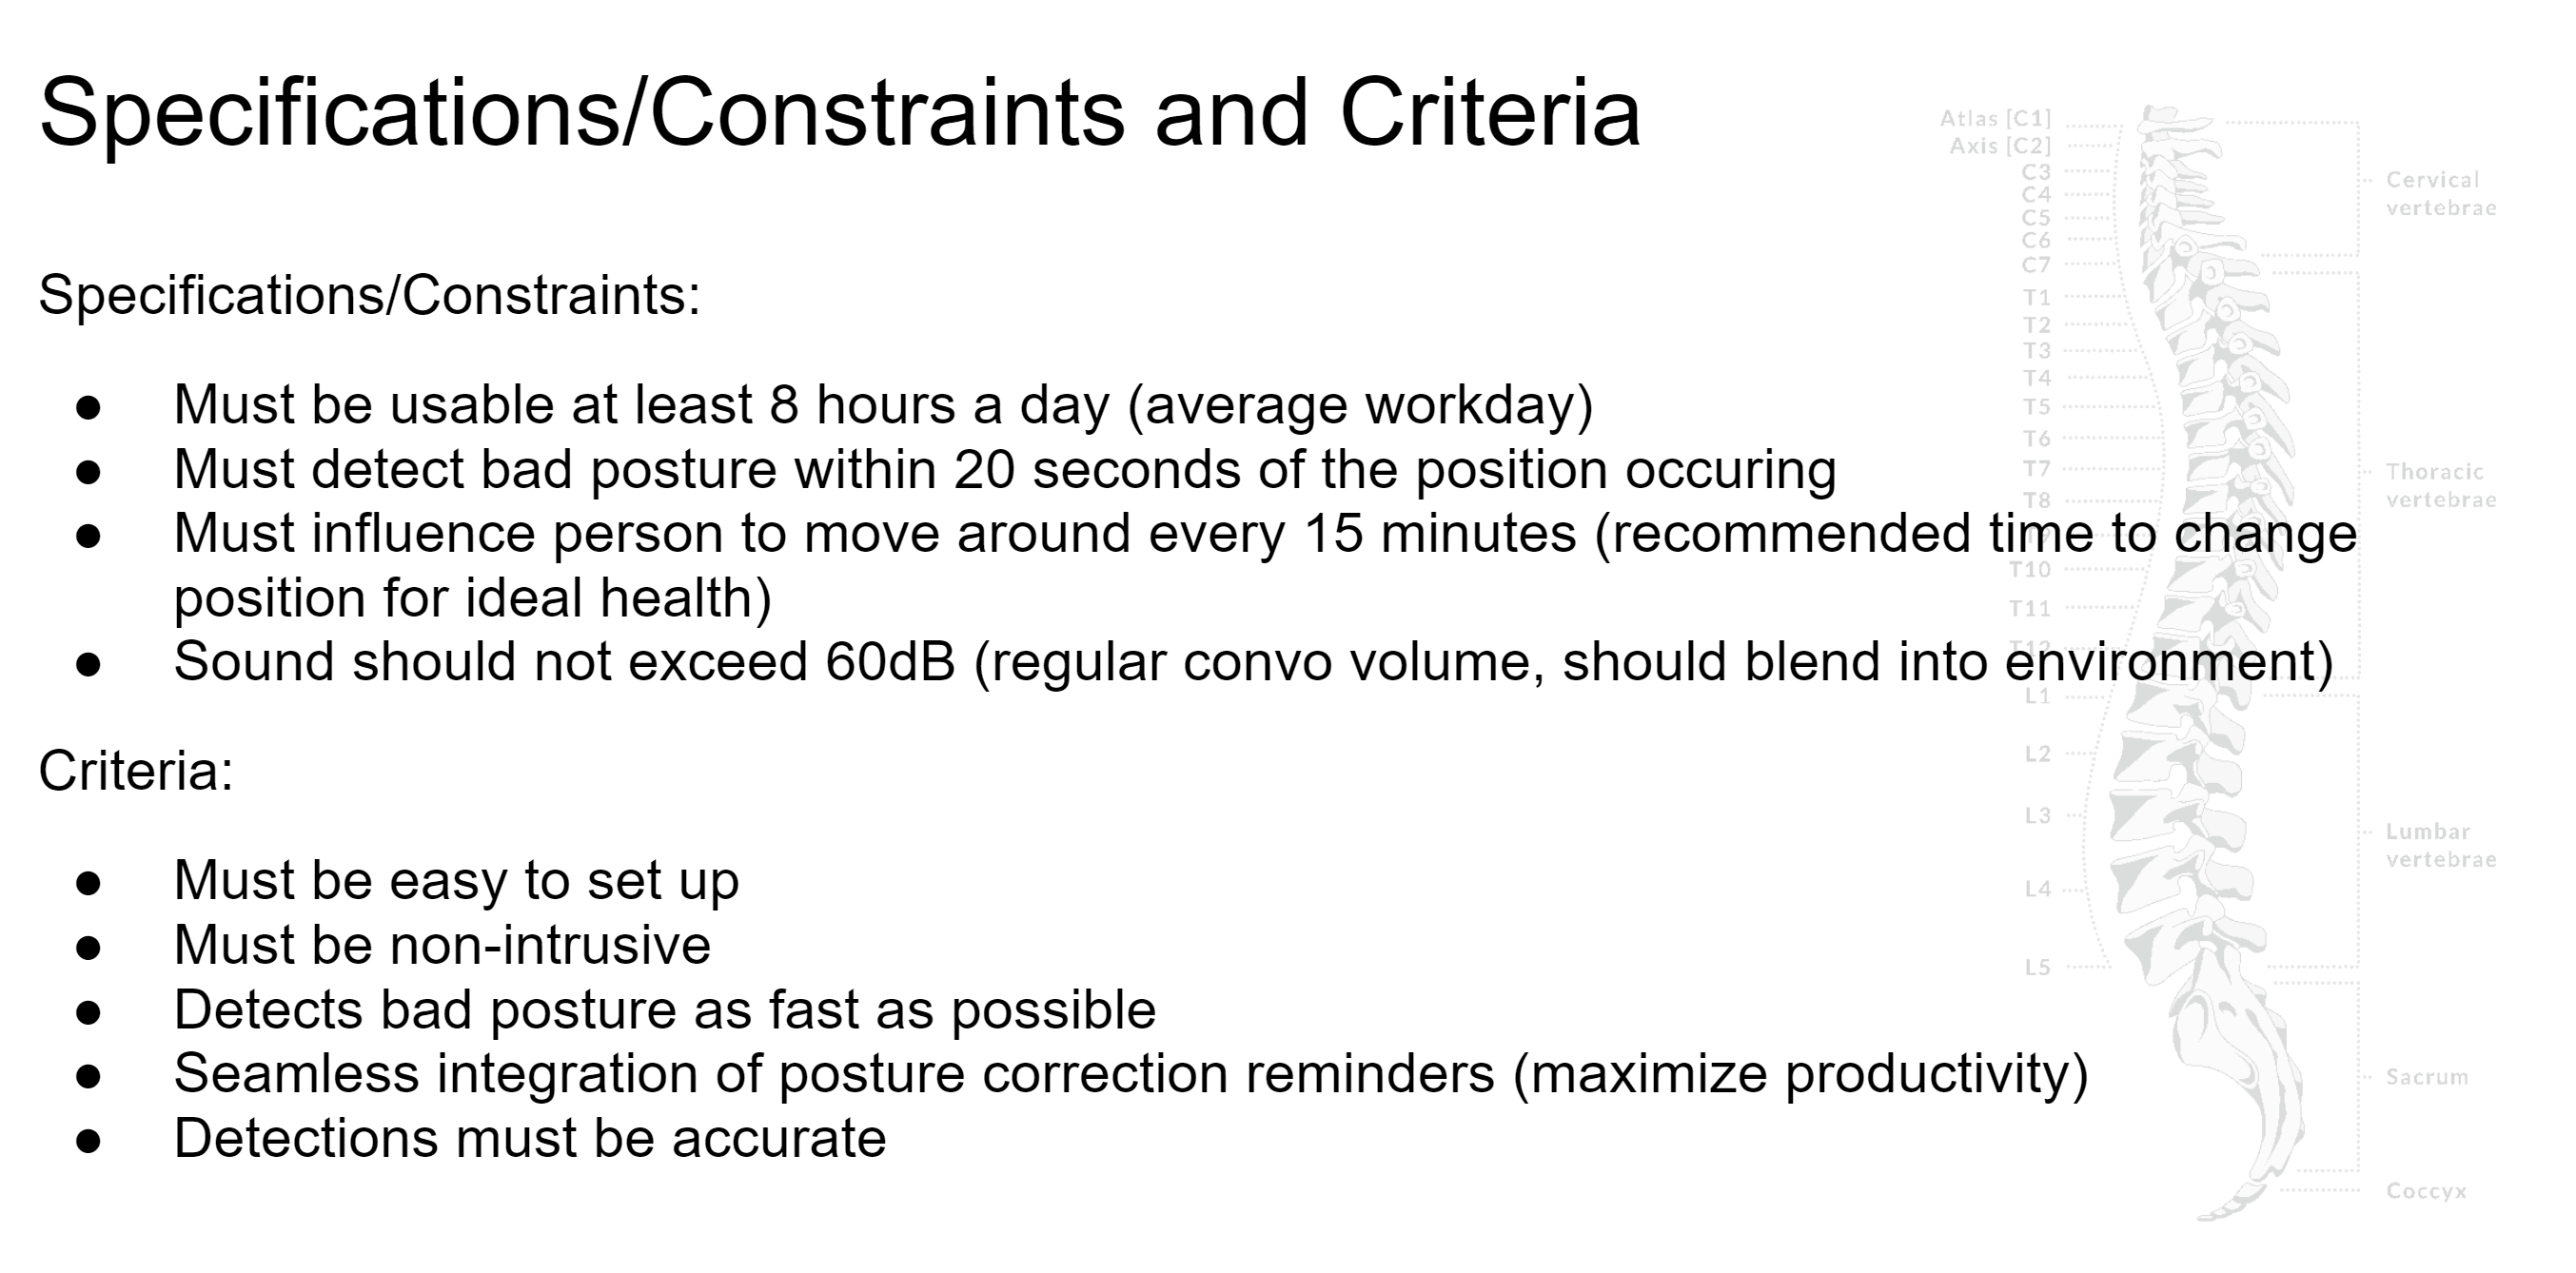 Specifications/Constraints and Criteria
Specifications/Constraints:
● Must be usable at least 8 hours a day (average workday)
● Must detect bad posture within 20 seconds of the position occuring
● Must influence person to move around every 15 minutes (recommended time to change
position for ideal health)
● Sound should not exceed 60dB (regular convo volume, should blend into environment)
Criteria:
● Must be easy to set up
● Must be non-intrusive
● Detects bad posture as fast as possible
● Seamless integration of posture correction reminders (maximize productivity)
● Detections must be accurate
Atlas [C1]
Axis [C2]
C3
C4
C5
C6
C7
T1
T2
T3
T4
T5
T6
T7
T8
T9
T10
T11
T12
L1
L2
L3
L4
L5
Cervical
vertebrae
Thoracic
vertebrae
Lumbar
vertebrae
Sacrum
Coccyx